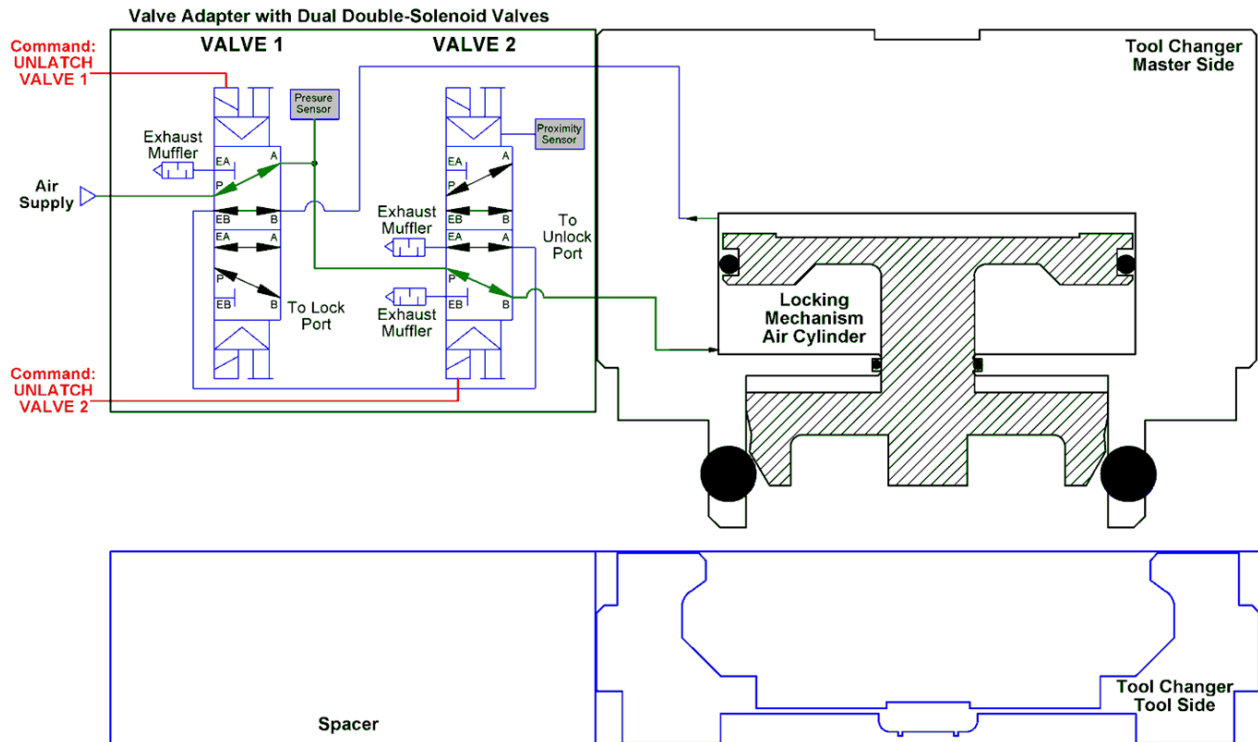 Valve Adapter with Dual Double-Solenoid Valves
Command:
UNLATCH
VALVE 1
VALVE 1
VALVE 2
Tool Changer
Master Side
Presure
Sensor
Proximity
Sensor
Exhaust
Muffler
EA
A
P
EB
B
EA
A
P
EB
B
Air
Supply
Exhaust
Muffler
To
Unlock
Port
EA
A
P
EB
B
EA
A
P
EB
B
To Lock
Port
Exhaust
Muffler
Locking
Mechanism
Air Cylinder
Command:
UNLATCH
VALVE 2
Spacer
Tool Changer
Tool Side